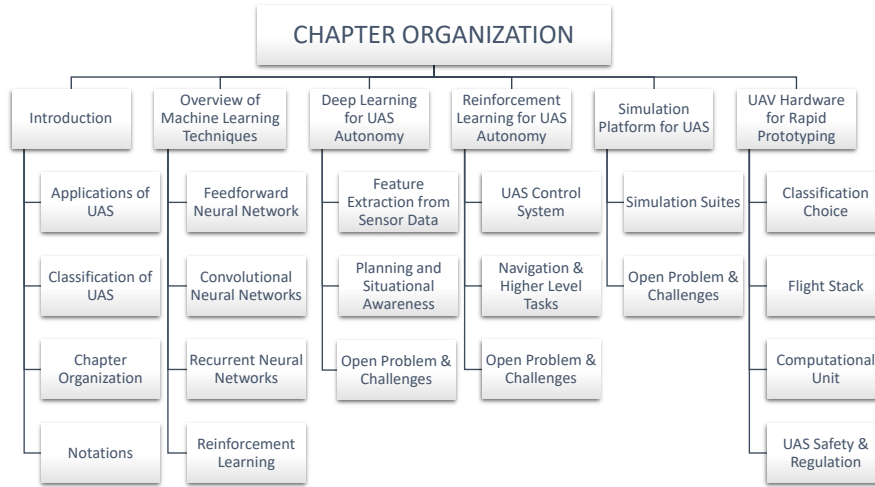 CHAPTER ORGANIZATION
Introduction
Overview of
Machine Learning
Techniques
Deep Learning
for UAS
Autonomy
Reinforcement
Learning for UAS
Autonomy
Simulation
Platform for UAS
UAV Hardware
for Rapid
Prototyping
Applications of
UAS
Classification of
UAS
Chapter
Organization
Notations
Feedforward
Neural Network
Convolutional
Neural Networks
Recurrent Neural
Networks
Reinforcement
Learning
Feature
Extraction from
Sensor Data
Planning and
Situational
Awareness
Open Problem &
Challenges
UAS Control
System
Navigation &
Higher Level
Tasks
Open Problem &
Challenges
Simulation Suites
Open Problem &
Challenges
Classification
Choice
Flight Stack
Computational
Unit
UAS Safety &
Regulation